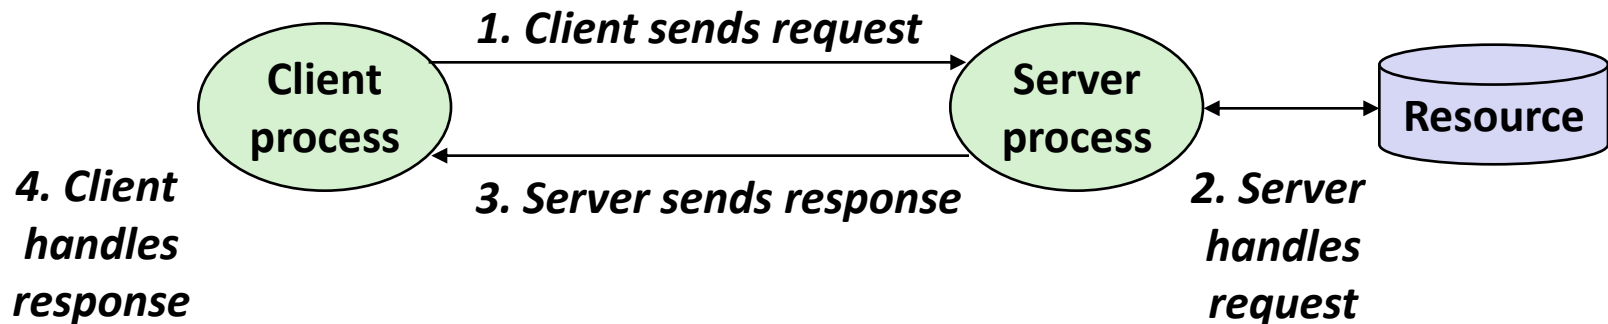 1. Client sends request
Client
process
Server
process
Resource
3. Server sends response
4. Client
handles
response
2. Server
handles
request